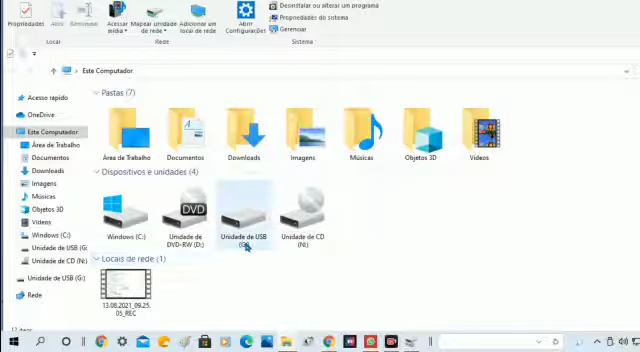 Desinstalar ou alterar um programa
Propriedades do sistema
Gerenciar
Propriedades
Abrir
Renomear
Acessar mídia
Mapear unidade de rede
Adicionar um local de rede
Abrir Configurações
Local
Rede
Sistema
Este Computador
Acesso rápido
OneDrive
Este Computador
Área de Trabalho
Documentos
Downloads
Imagens
Músicas
Objetos 3D
Vídeos
Windows (C:)
Unidade de USB (G:
Unidade de CD (N:)
Unidade de USB (G:)
Rede
Pastas (7)
Área de Trabalho
Documentos
Downloads
Imagens
Músicas
Objetos 3D
Vídeos
Dispositivos e unidades (4)
DVD
Windows (C:)
Unidade de
DVD-RW (D:)
Unidade de USB
Unidade de CD
(N:)
Locais de rede (1)
13.08.2021_09.25.
05_REC